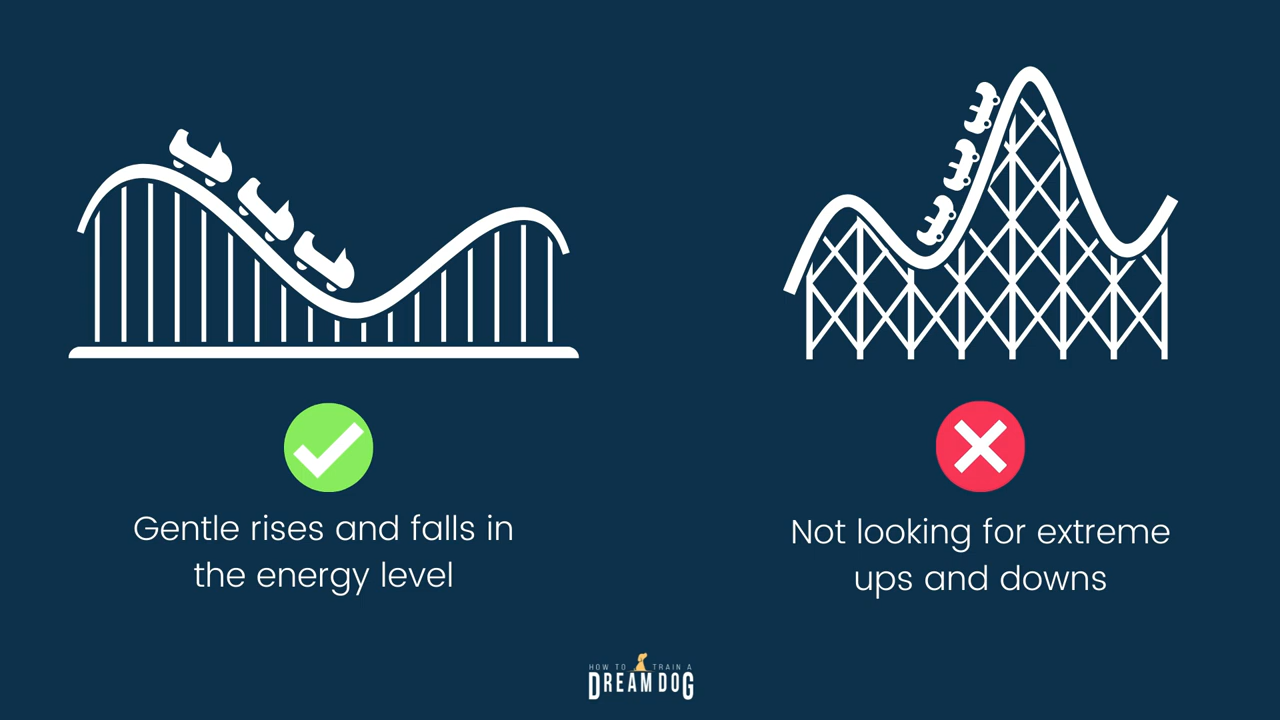 Gentle rises and falls in
the energy level
Not looking for extreme
ups and downs
HOW TO TRAIN A
DREAM DOG